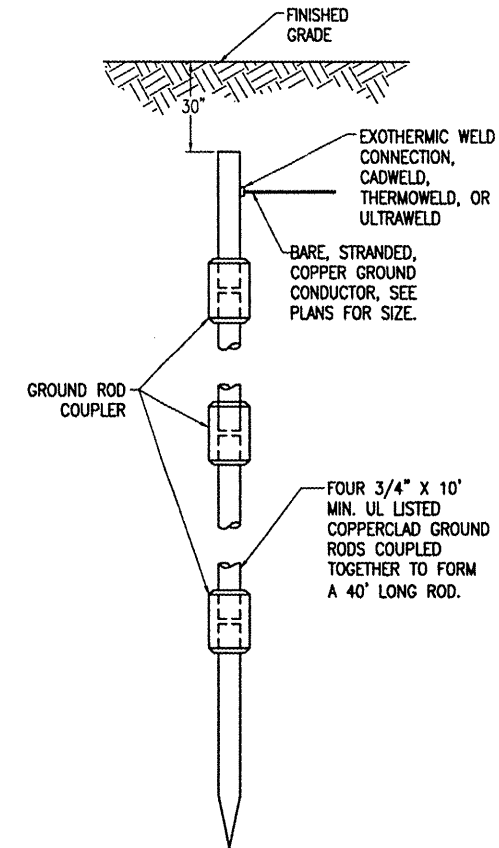 FINISHED
GRADE
30"
EXOTHERMIC WELD
CONNECTION,
CADWELD,
THERMOWELD, OR
ULTRAWELD
BARE, STRANDED,
COPPER GROUND
CONDUCTOR, SEE
PLANS FOR SIZE.
GROUND ROD
COUPLER
FOUR 3/4" X 10'
MIN. UL LISTED
COPPERCLAD GROUND
RODS COUPLED
TOGETHER TO FORM
A 40' LONG ROD.